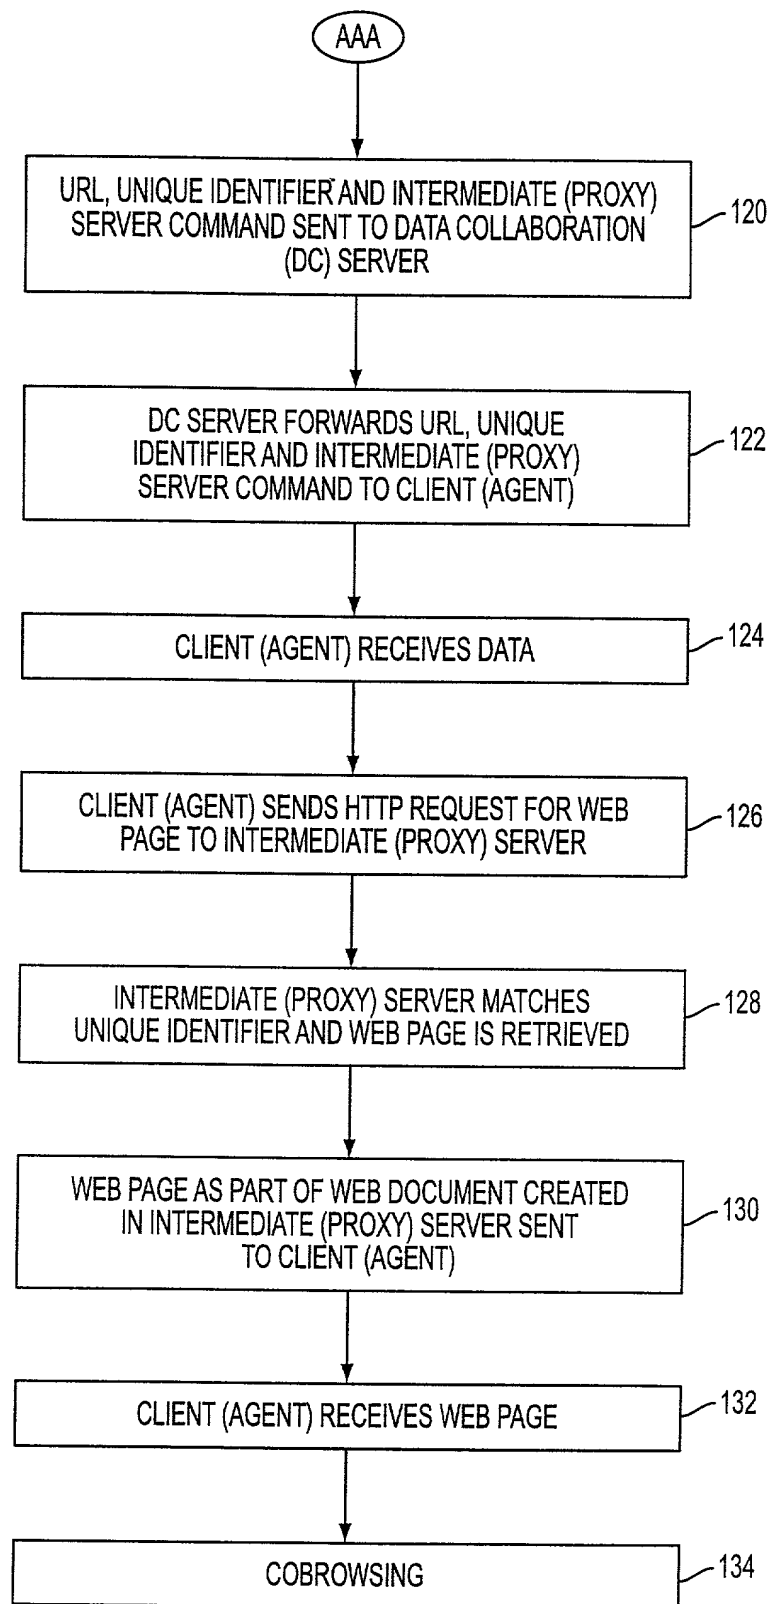 AAA
URL, UNIQUE IDENTIFIER AND INTERMEDIATE (PROXY)
SERVER COMMAND SENT TO DATA COLLABORATION
(DC) SERVER
120
DC SERVER FORWARDS URL, UNIQUE
IDENTIFIER AND INTERMEDIATE (PROXY)
SERVER COMMAND TO CLIENT (AGENT)
122
CLIENT (AGENT) RECEIVES DATA
124
CLIENT (AGENT) SENDS HTTP REQUEST FOR WEB
PAGE TO INTERMEDIATE (PROXY) SERVER
126
INTERMEDIATE (PROXY) SERVER MATCHES
UNIQUE IDENTIFIER AND WEB PAGE IS RETRIEVED
128
WEB PAGE AS PART OF WEB DOCUMENT CREATED
IN INTERMEDIATE (PROXY) SERVER SENT
TO CLIENT (AGENT)
130
CLIENT (AGENT) RECEIVES WEB PAGE
132
COBROWSING
134